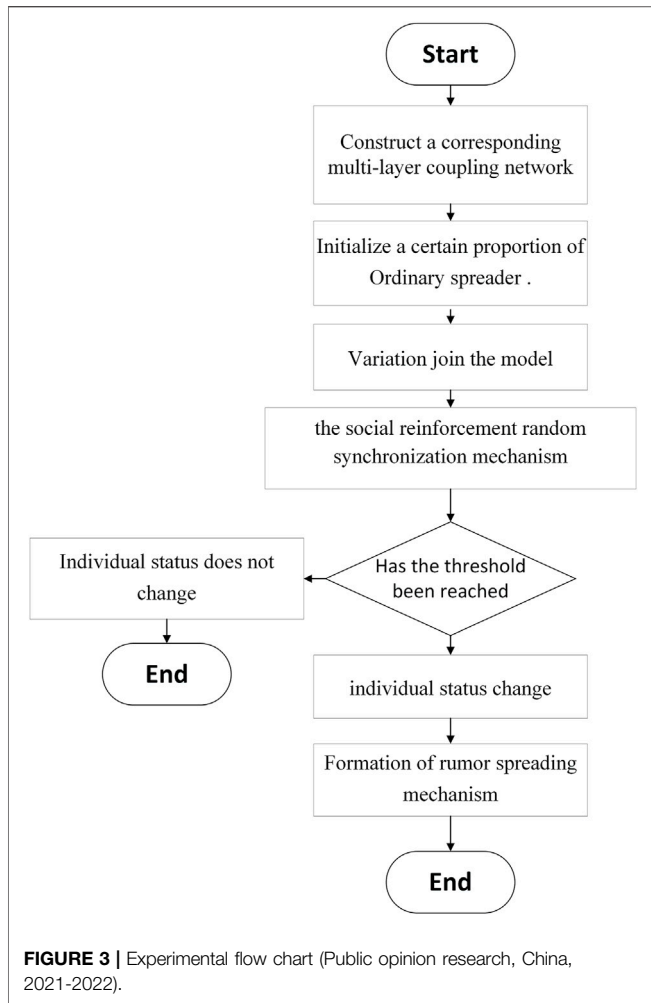 Start
Construct a corresponding
multi-layer coupling network
Initialize a certain proportion of
Ordinary spreader .
Variation join the model
the social reinforcement random
synchronization mechanism
Has the threshold
been reached
Individual status does not
change
End
individual status change
Formation of rumor spreading
mechanism
End
FIGURE 3 | Experimental flow chart (Public opinion research, China,
2021-2022).